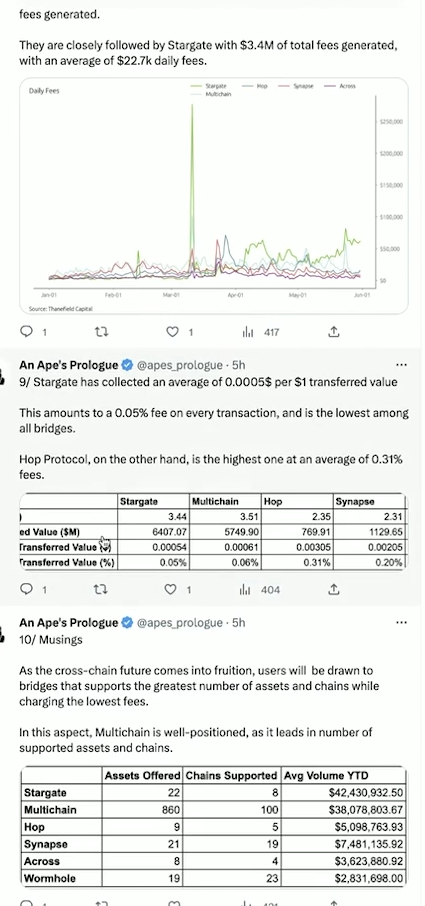 fees generated.
They are closely followed by Stargate with $3.4M of total fees generated,
with an average of $22.7k daily fees.
Daily Fees
Stargate Hop Synapse Across
Multichain
$250,000
$200,000
$150,000
$100,000
$50,000
$0
Jan-01 Feb-01 Mar-01 Apr-01 May-01 Jun-01
Source: Thanefield Capital
1 1 417
An Ape's Prologue @apes_prologue · 5h
9/ Stargate has collected an average of 0.0005$ per $1 transferred value
This amounts to a 0.05% fee on every transaction, and is the lowest among
all bridges.
Hop Protocol, on the other hand, is the highest one at an average of 0.31%
fees.
Stargate Multichain Hop Synapse
) 3.44 3.51 2.35 2.31
ed Value ($M) 6407.07 5749.90 769.91 1129.65
Transferred Value 0.00054 0.00061 0.00305 0.00205
Transferred Value (%) 0.05% 0.06% 0.31% 0.20%
1 1 404
An Ape's Prologue @apes_prologue · 5h
10/ Musings
As the cross-chain future comes into fruition, users will be drawn to
bridges that supports the greatest number of assets and chains while
charging the lowest fees.
In this aspect, Multichain is well-positioned, as it leads in number of
supported assets and chains.
Assets Offered Chains Supported Avg Volume YTD
Stargate 22 8 $42,430,932.50
Multichain 860 100 $38,078,803.67
Hop 9 5 $5,098,763.93
Synapse 21 19 $7,481,135.92
Across 8 4 $3,623,880.92
Wormhole 19 23 $2,831,698.00